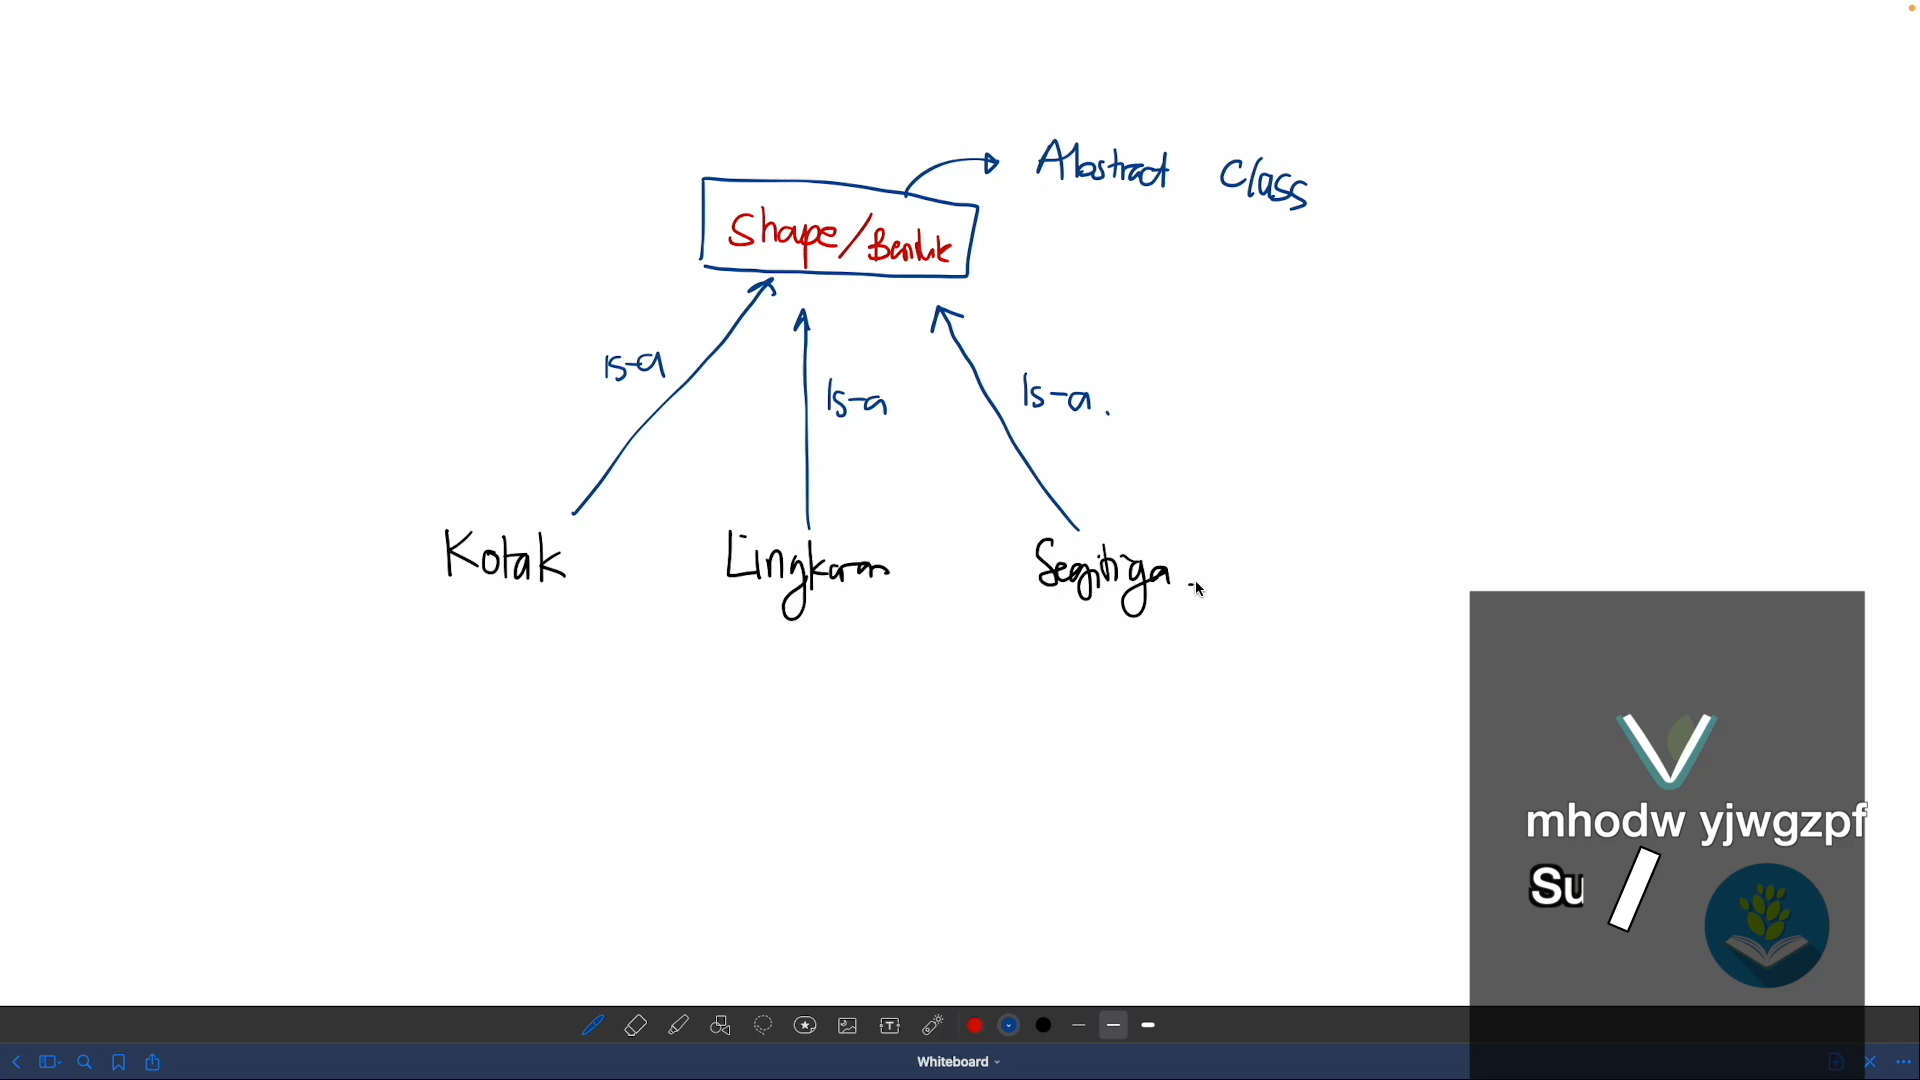 Abstract Class
Shape/Bentuk
is-a
Is-a
Is-a.
Kotak
Lingkaran
Segitiga
mhodw yjwgzpf
Su
Whiteboard